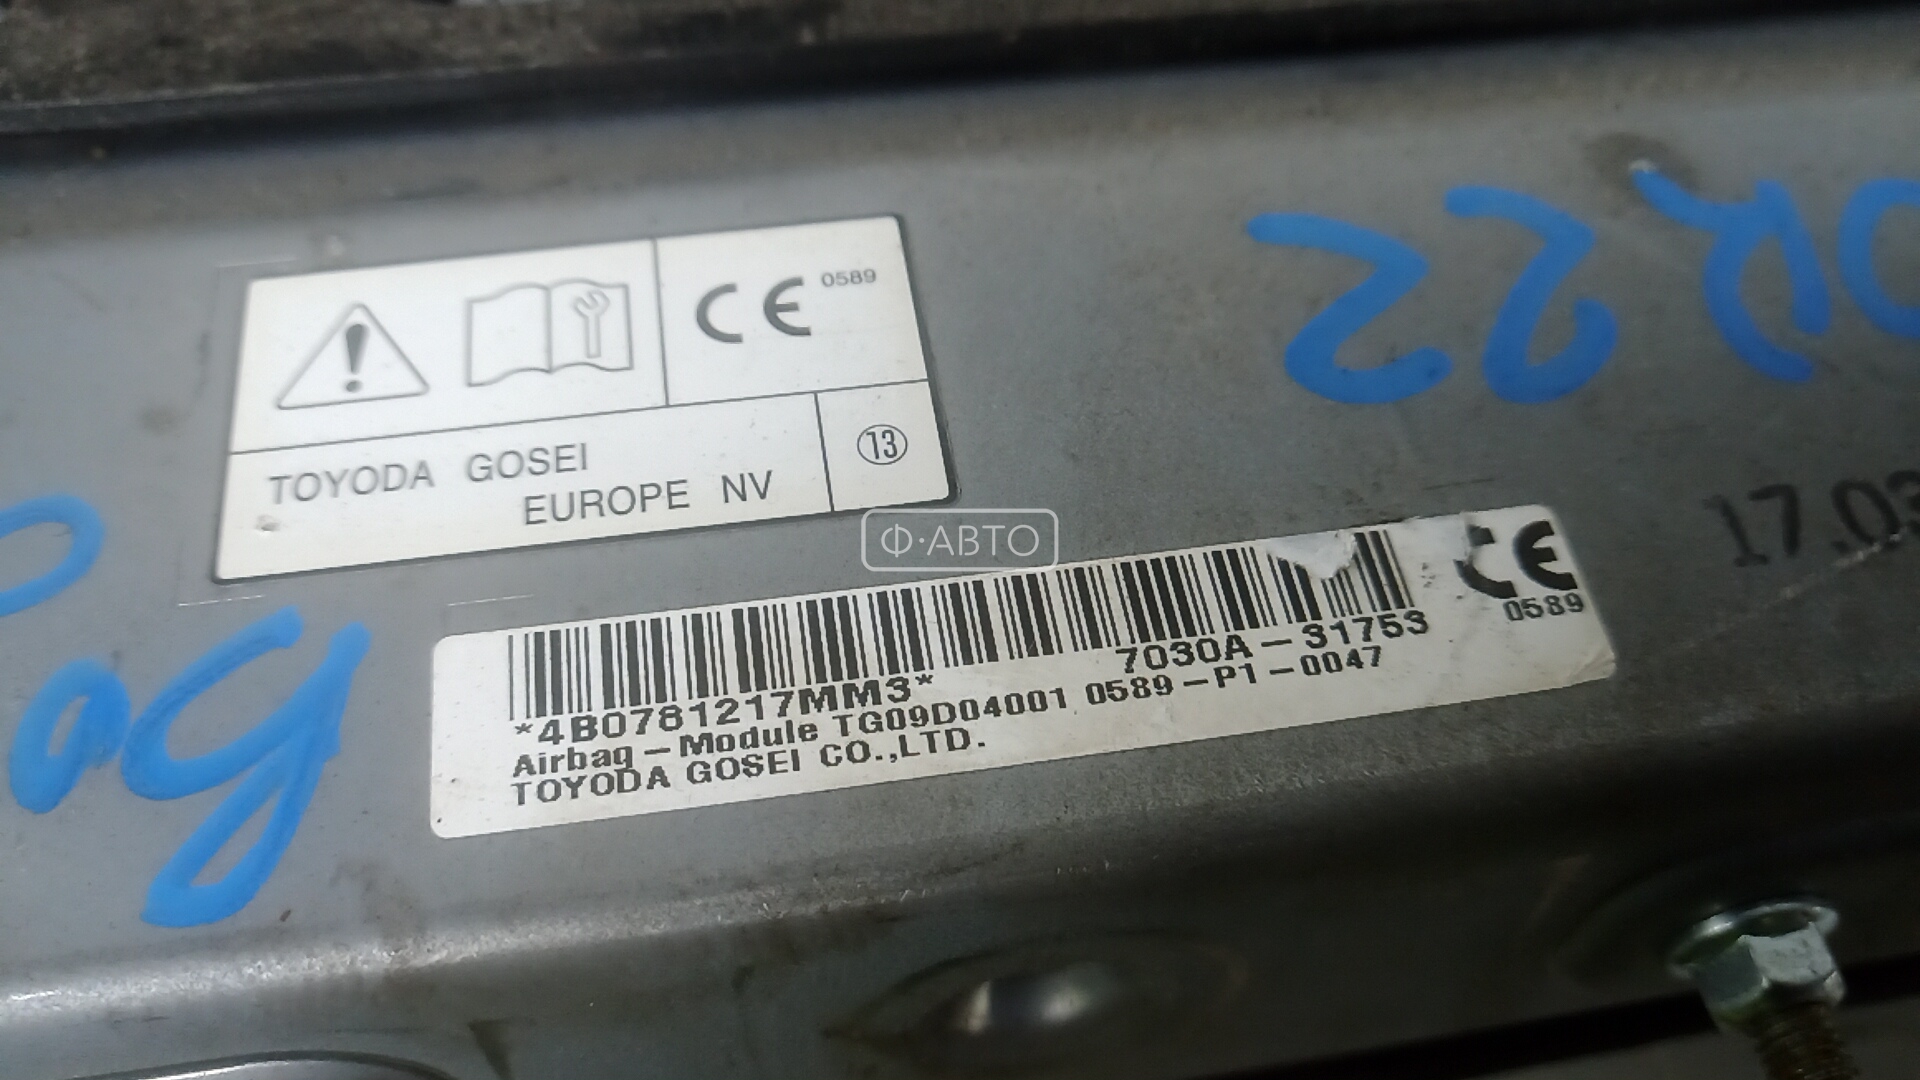 CE 0589
TOYODA GOSEI
EUROPE NV
13
Ф·АВТО
17.03
CE
0589
*4B0781217MM3* 7030A-31753
Airbag-Module TG09D04001 0589-P1-0047
TOYODA GOSEI CO.,LTD.